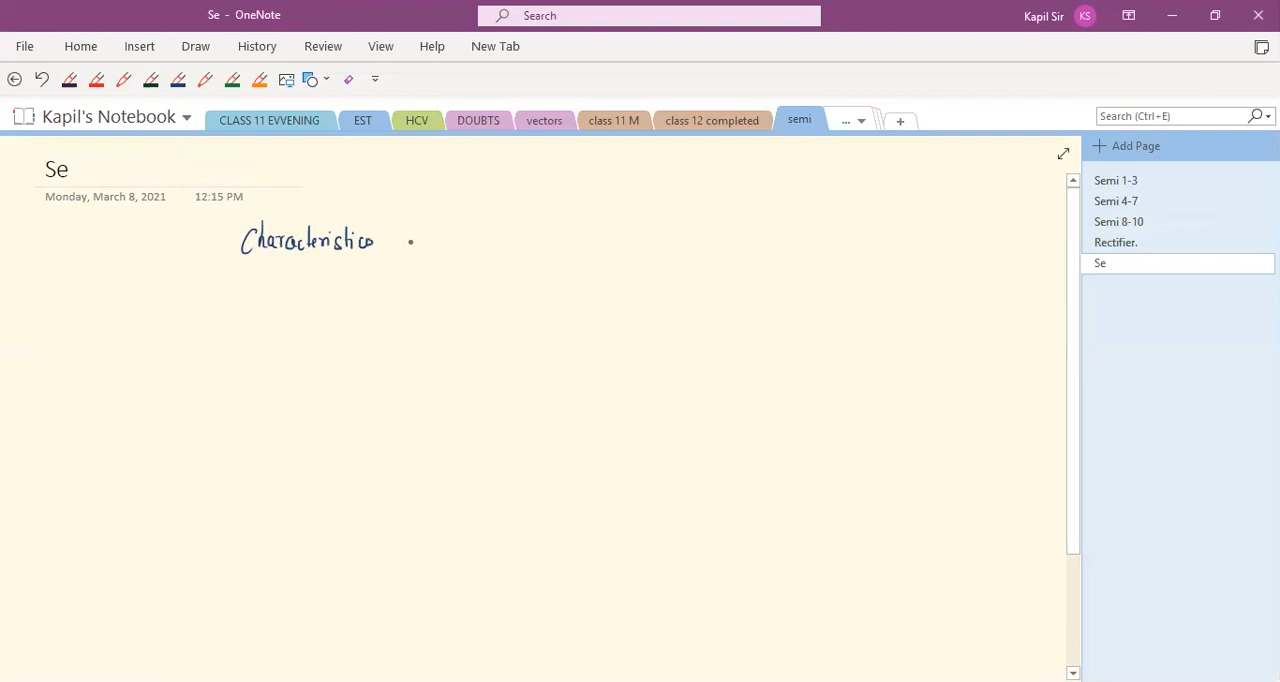 Se - OneNote
Search
Kapil Sir KS
File Home Insert Draw History Review View Help New Tab
Kapil's Notebook CLASS 11 EVVENING EST HCV DOUBTS vectors class 11 M class 12 completed semi ... Search (Ctrl+E)
Add Page
Se
Monday, March 8, 2021 12:15 PM
Characteristics
Semi 1-3
Semi 4-7
Semi 8-10
Rectifier.
Se